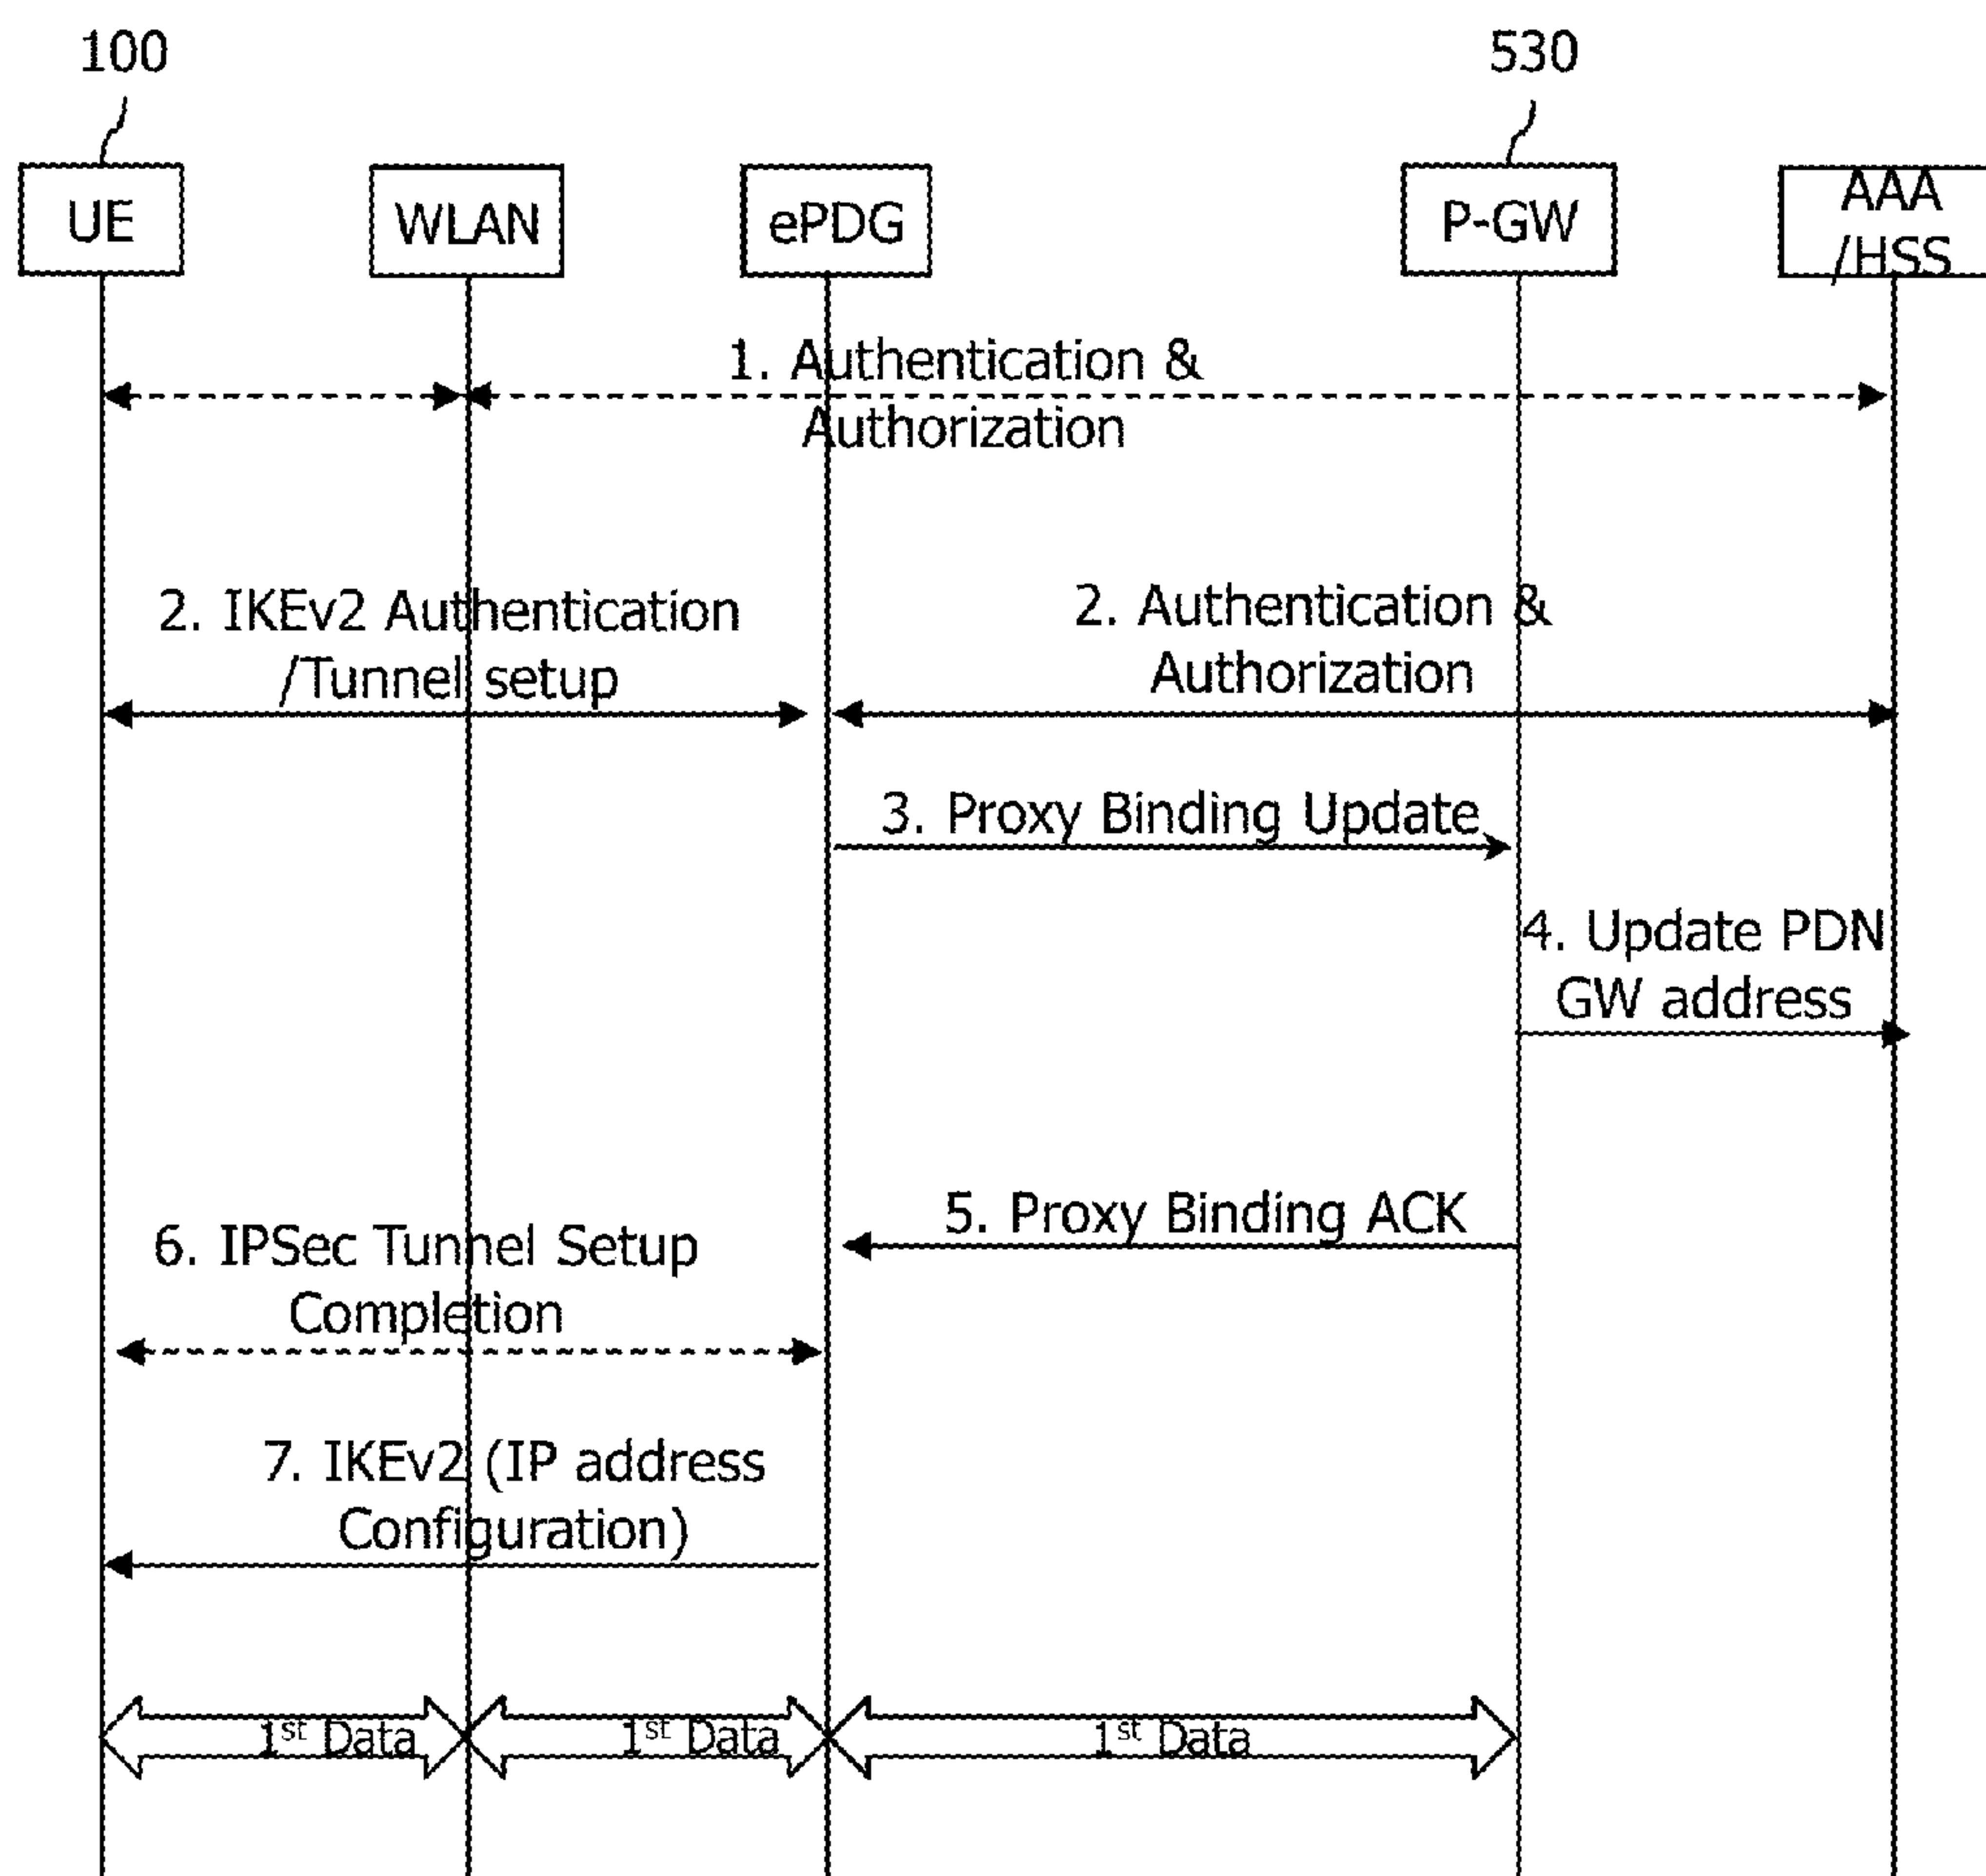 100
530
UE
WLAN
ePDG
P-GW
AAA
/HSS
1. Authentication &
Authorization
2. IKEv2 Authentication
/Tunnel setup
2. Authentication &
Authorization
3. Proxy Binding Update
4. Update PDN
GW address
5. Proxy Binding ACK
6. IPSec Tunnel Setup
Completion
7. IKEv2 (IP address
Configuration)
1st Data
1st Data
1st Data